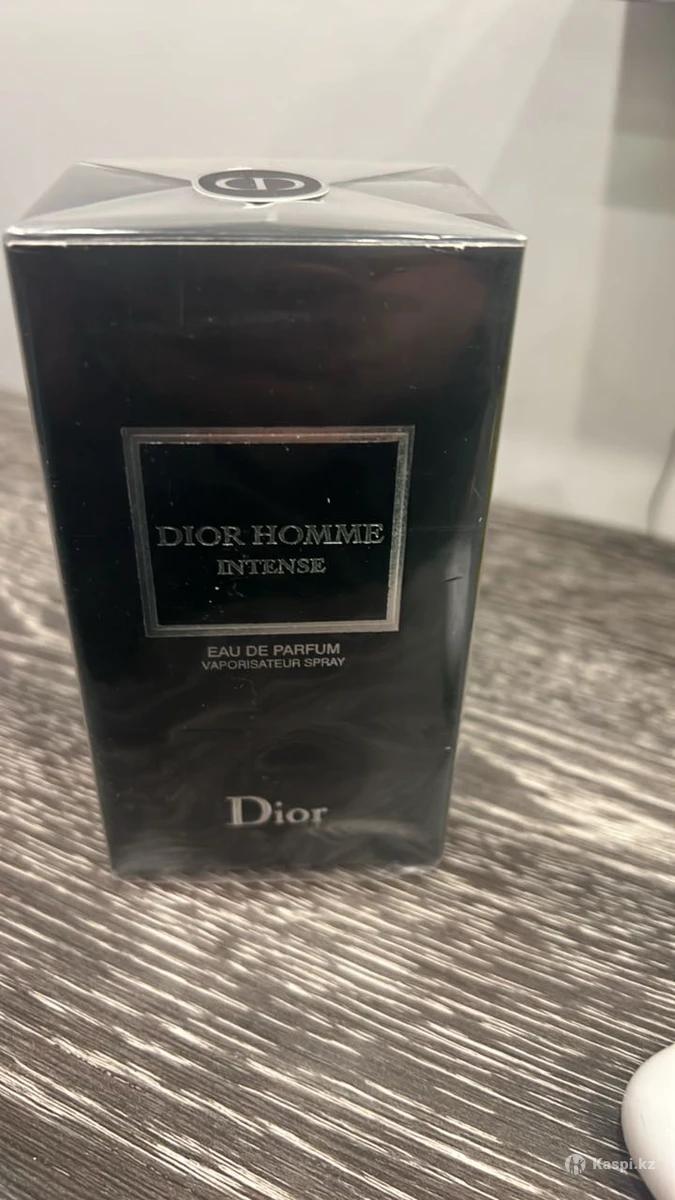 DIOR HOMME
INTENSE
EAU DE PARFUM
VAPORISATEUR SPRAY
Dior
Kaspi.kz